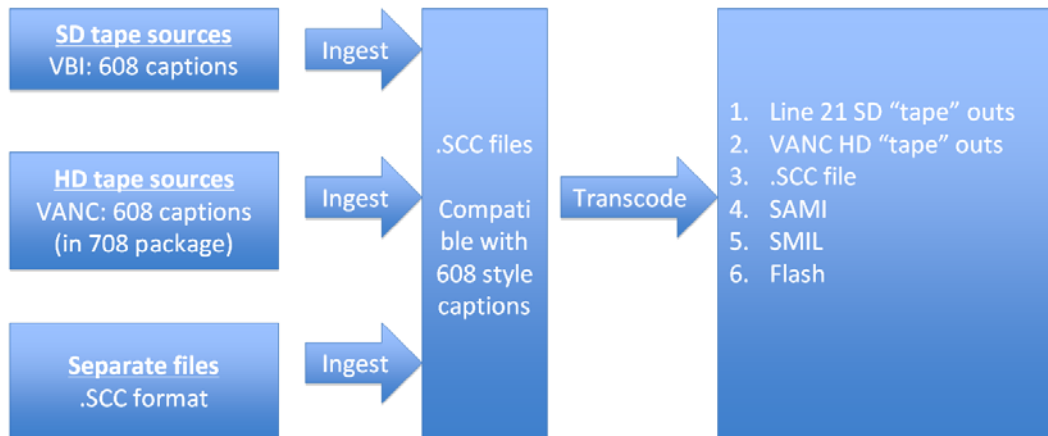 SD tape sources
VBI: 608 captions
Ingest
HD tape sources
VANC: 608 captions
(in 708 package)
Ingest
Separate files
.SCC format
Ingest
.SCC files
Compati
ble with
608 style
captions
Transcode
1. Line 21 SD “tape” outs
2. VANC HD “tape” outs
3. .SCC file
4. SAMI
5. SMIL
6. Flash